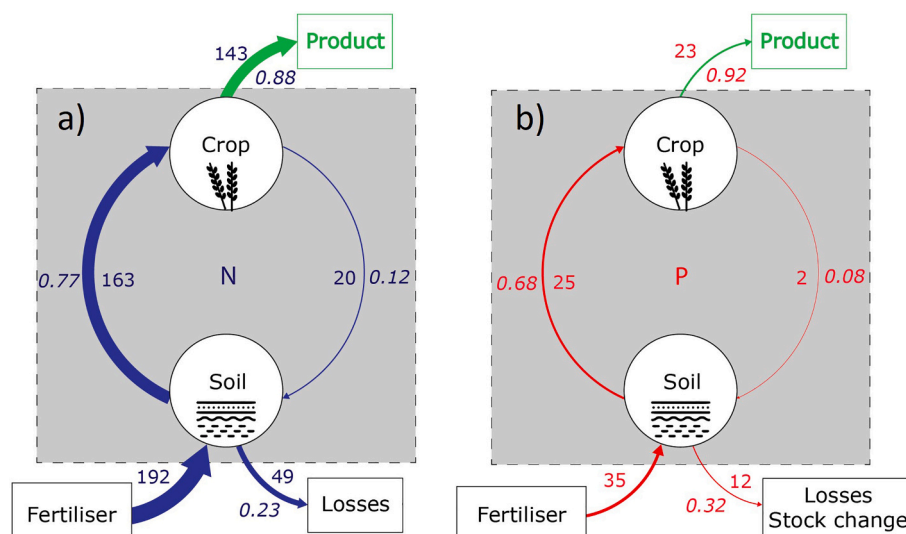 Product
143
0.88
a)
Crop
0.77
163
N
20
0.12
Soil
192
49
0.23
Fertiliser
Losses
Product
23
0.92
b)
Crop
0.68
25
P
2
0.08
Soil
35
12
0.32
Fertiliser
Losses
Stock change